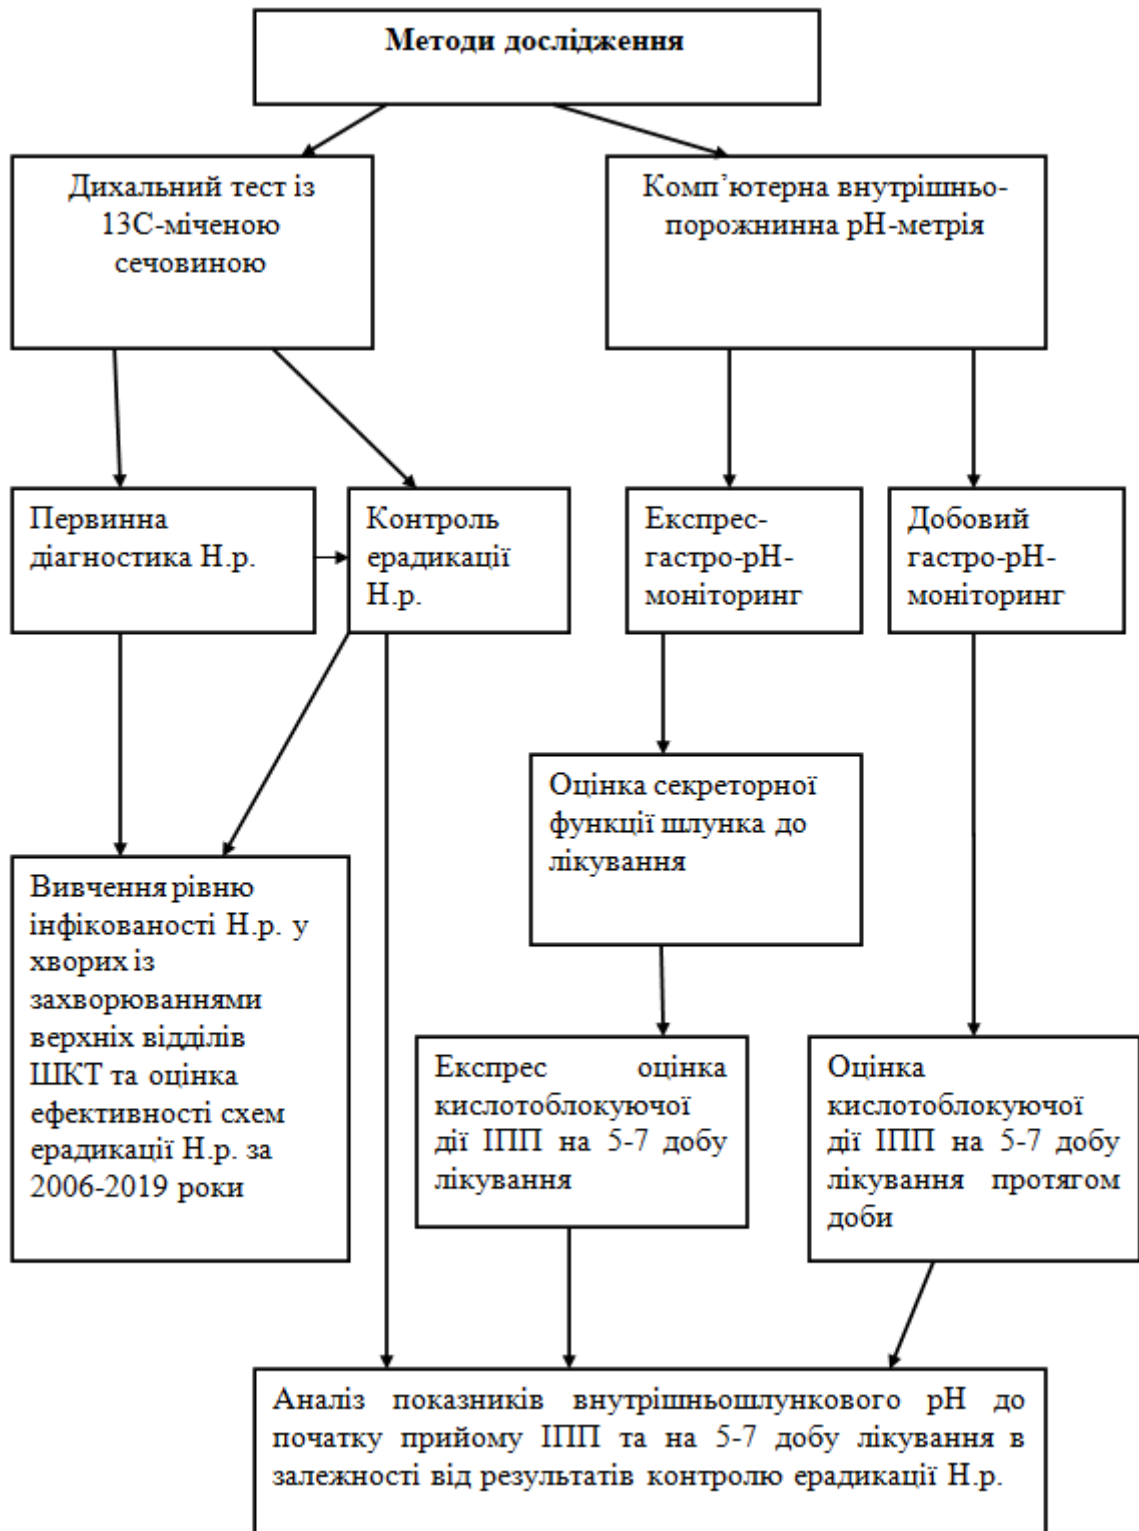 Методи дослідження
Дихальний тест із
13С-міченою
сечовиною
Комп’ютерна внутрішньо-
порожнинна рН-метрія
Первинна
діагностика Н.р.
Контроль
ерадикації
Н.р.
Експрес-
гастро-рН-
моніторинг
Добовий
гастро-рН-
моніторинг
Оцінка секреторної
функції шлунка до
лікування
Вивчення рівню
інфікованості Н.р. у
хворих із
захворюваннями
верхніх відділів
ШКТ та оцінка
ефективності схем
ерадикації Н.р. за
2006-2019 роки
Експрес оцінка
кислотоблокуючої
дії ІПП на 5-7 добу
лікування
Оцінка
кислотоблокуючої
дії ІПП на 5-7 добу
лікування протягом
доби
Аналіз показників внутрішньошлункового рН до
початку прийому ІПП та на 5-7 добу лікування в
залежності від результатів контролю ерадикації Н.р.